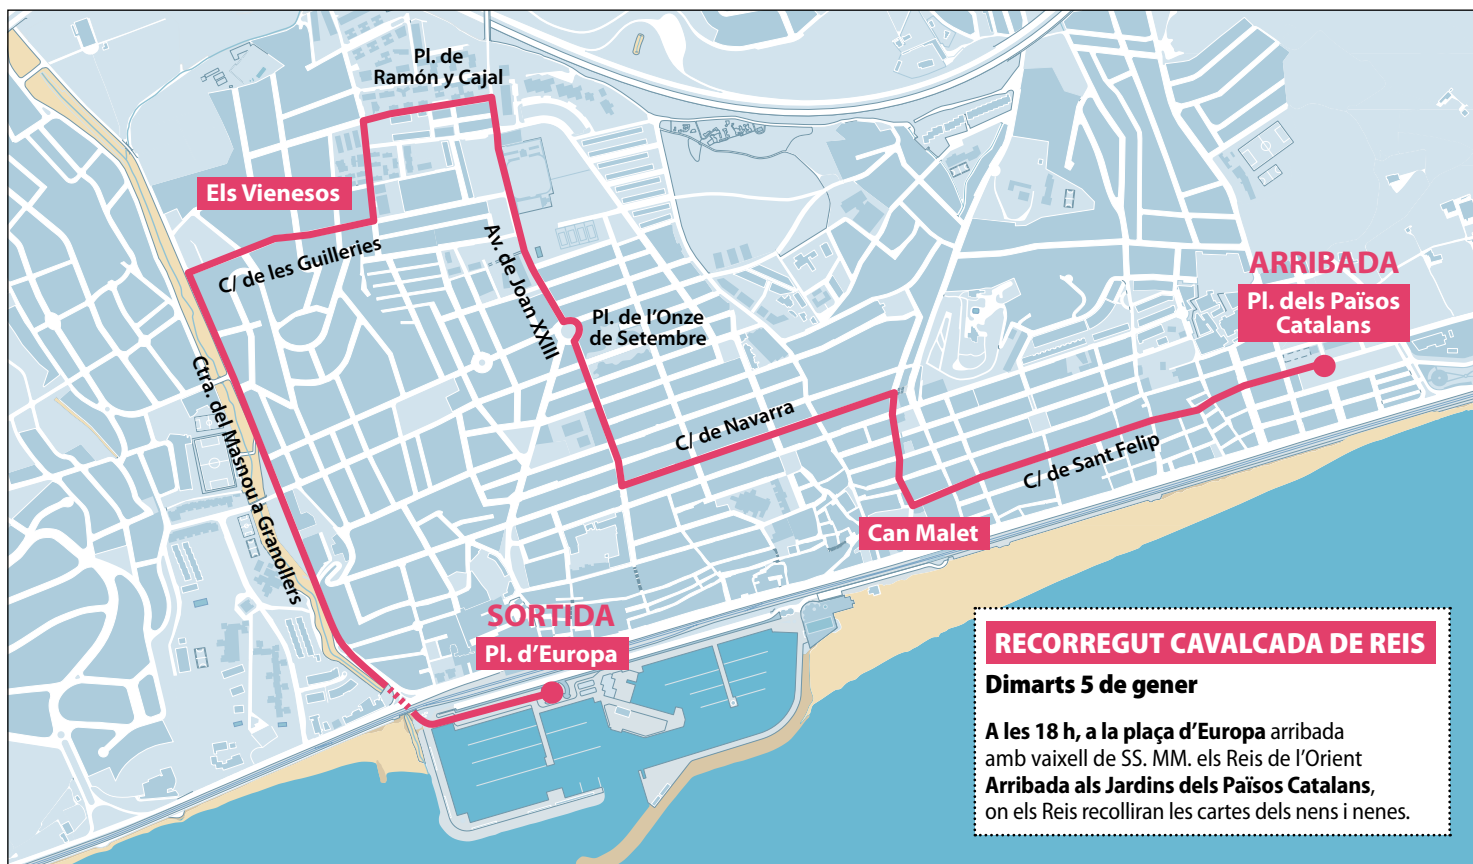 Pl. de
Ramón y Cajal
Els Vienesos
C/ de les Guilleries
Av. de Joan XXIII
Pl. de l'Onze
de Setembre
ARRIBADA
Pl. dels Països
Catalans
Ctra. del Masnou a Granollers
C/ de Navarra
C/ de Sant Felip
Can Malet
SORTIDA
Pl. d'Europa
RECORREGUT CAVALCADA DE REIS
Dimarts 5 de gener
A les 18 h, a la plaça d'Europa arribada
amb vaixell de SS. MM. els Reis de l'Orient
Arribada als Jardins dels Països Catalans,
on els Reis recolliran les cartes dels nens i nenes.